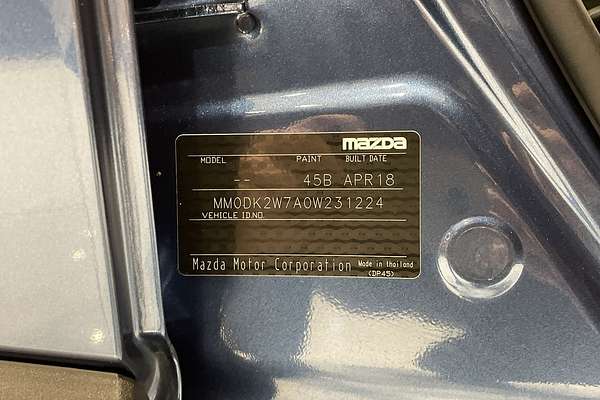 mazda
MODEL PAINT BUILT DATE
-- 45B APR18
MM0DK2W7A0W231224
VEHICLE ID.NO.
Mazda Motor Corporation Made in Thailand
(DP45)